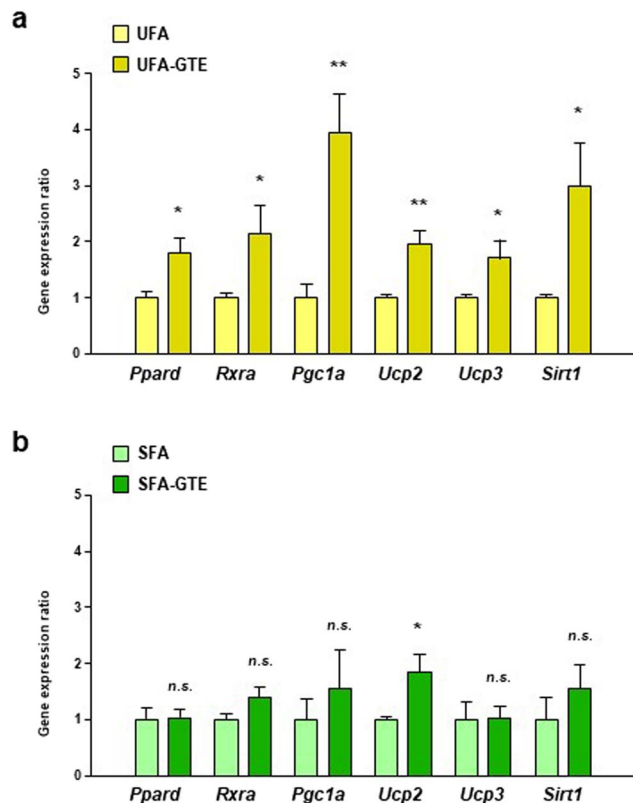 a
UFA
UFA-GTE
Gene expression ratio
5
4
3
2
1
0
* * ** ** * *
Ppard Rxra Pgc1a Ucp2 Ucp3 Sirt1
b
SFA
SFA-GTE
Gene expression ratio
5
4
3
2
1
0
n.s. n.s. n.s. * n.s. n.s.
Ppard Rxra Pgc1a Ucp2 Ucp3 Sirt1